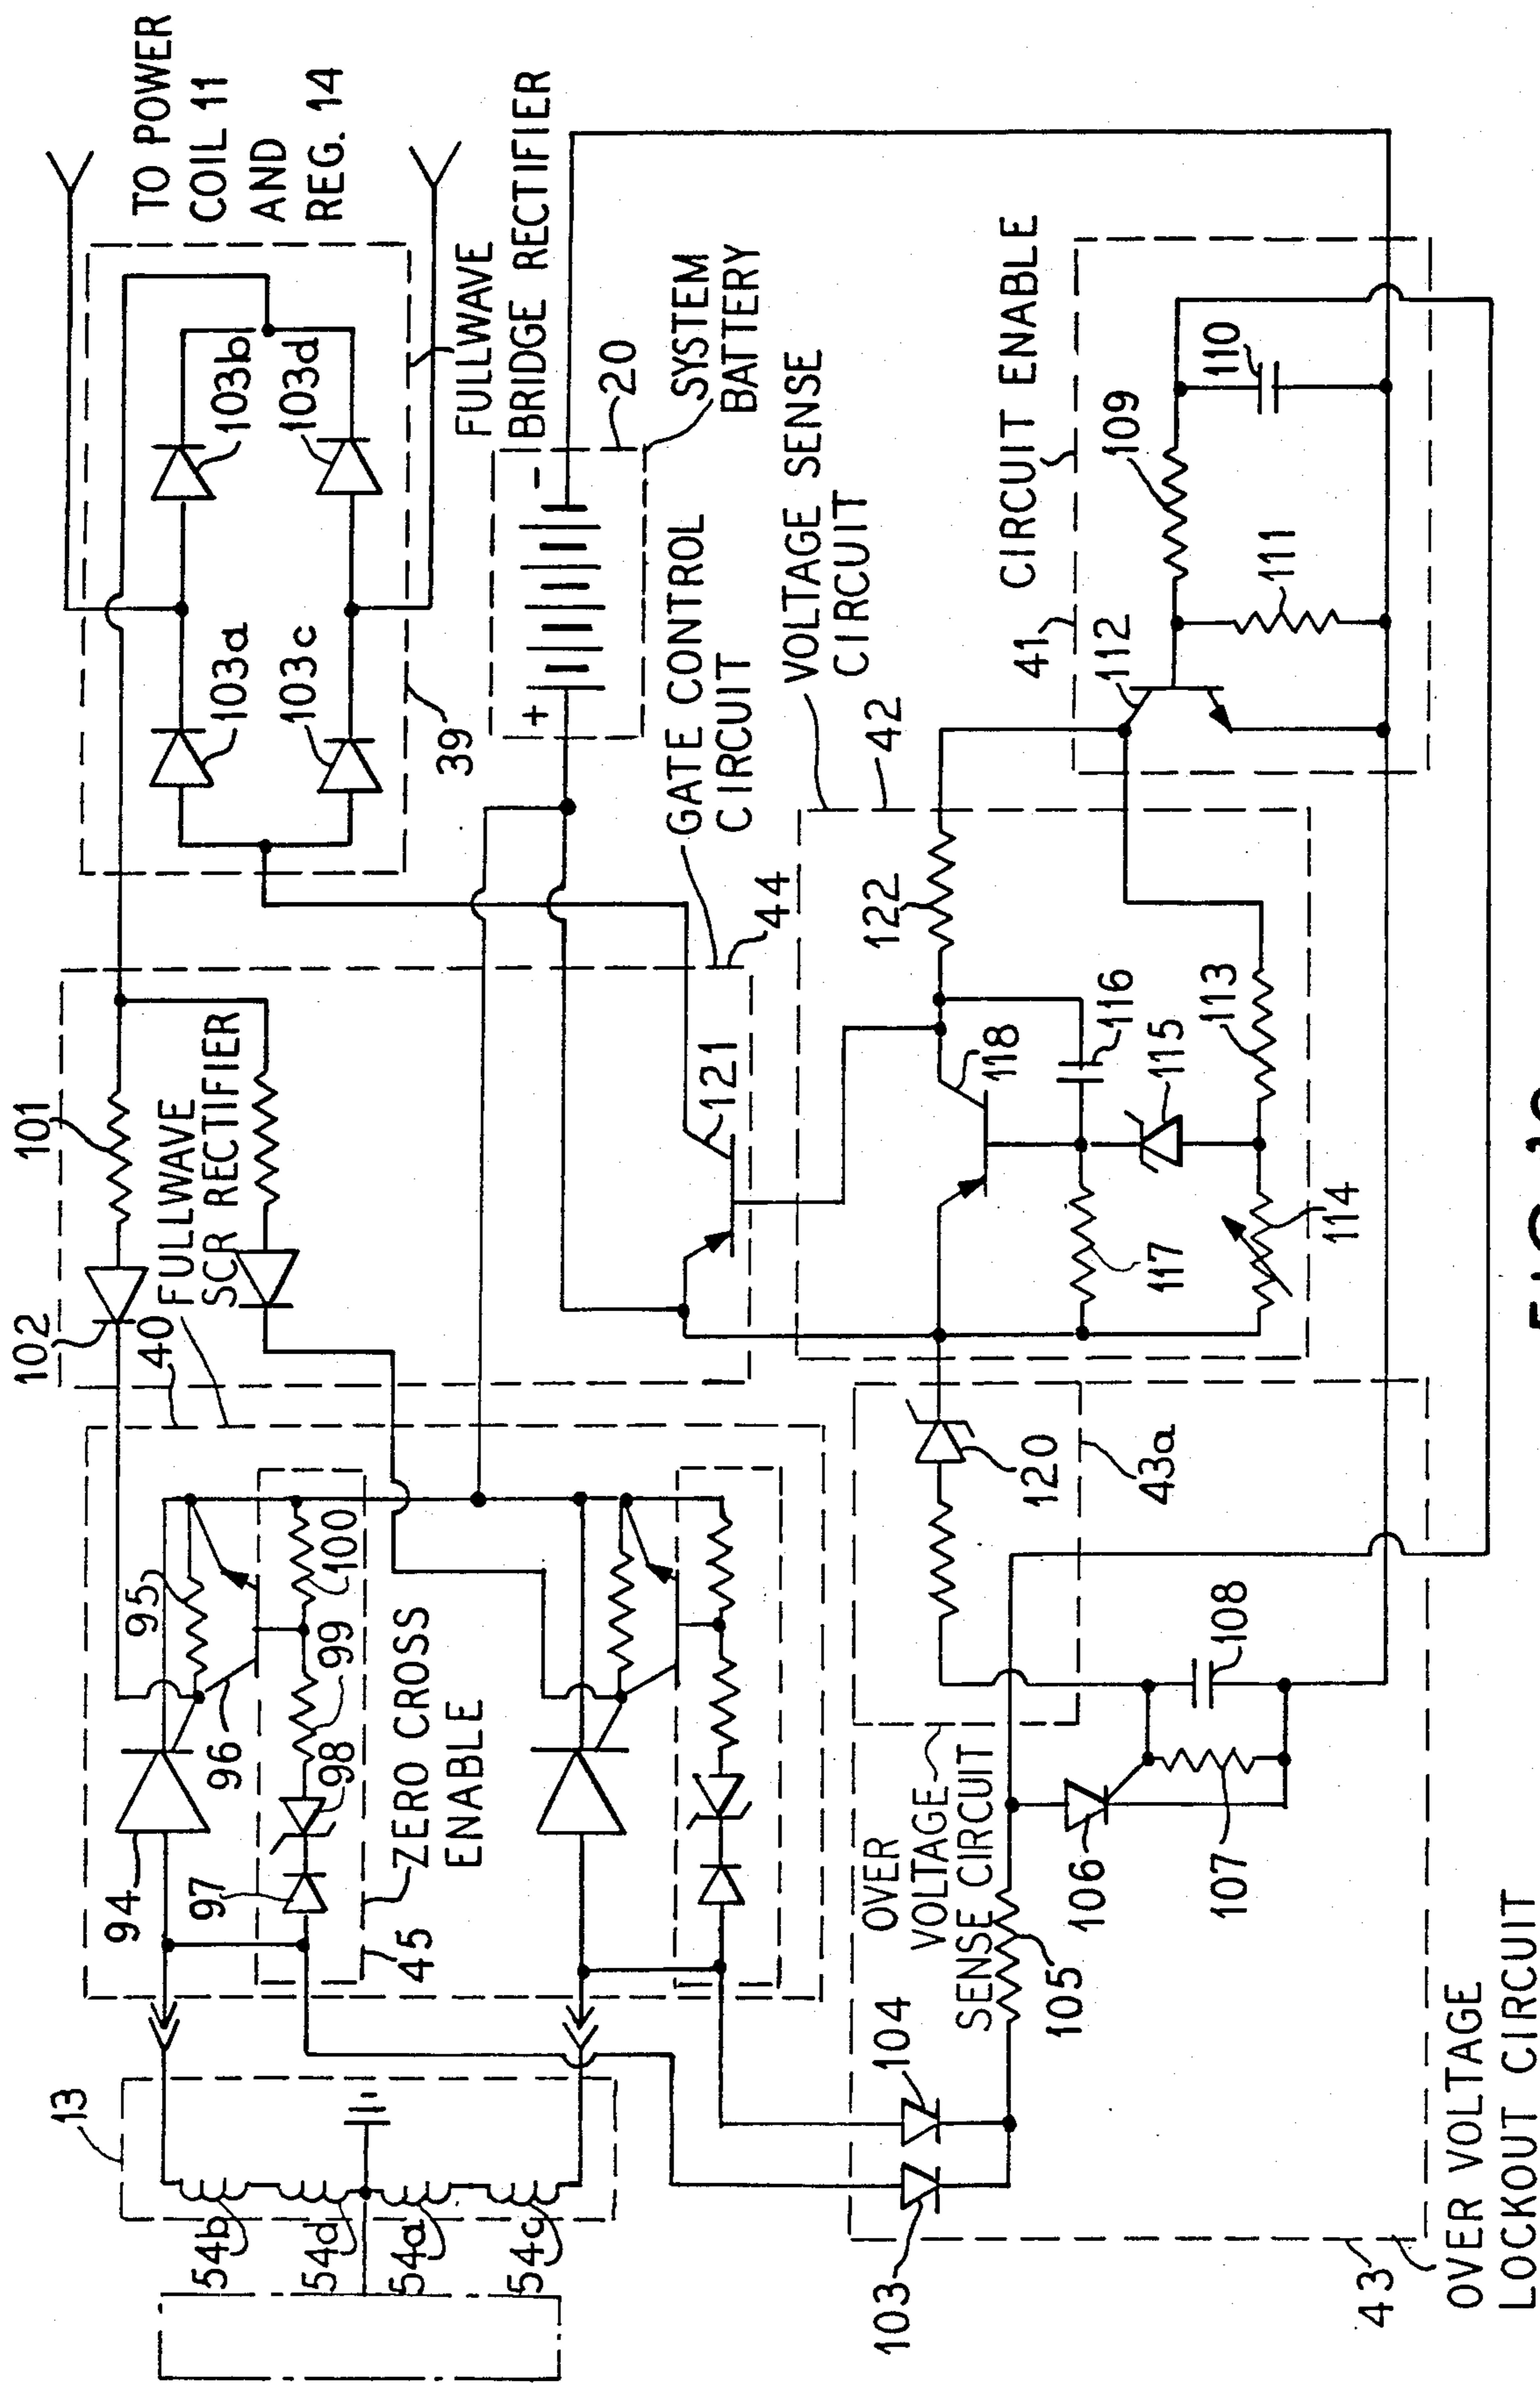 TO POWER
COIL 11
AND
REG. 14
FULLWAVE
BRIDGE RECTIFIER
103a
103b
103c
103d
39
20
SYSTEM
BATTERY
+
-
GATE CONTROL
CIRCUIT
44
101
102
121
FULLWAVE
SCR RECTIFIER
40
94
95
96
97
98
99
100
45
ZERO CROSS
ENABLE
13
54b
54d
54a
54c
VOLTAGE SENSE
CIRCUIT
42
122
118
116
115
113
117
114
CIRCUIT ENABLE
41
112
109
110
111
120
43a
OVER
VOLTAGE
SENSE CIRCUIT
103
104
105
106
107
108
43
OVER VOLTAGE
LOCKOUT CIRCUIT